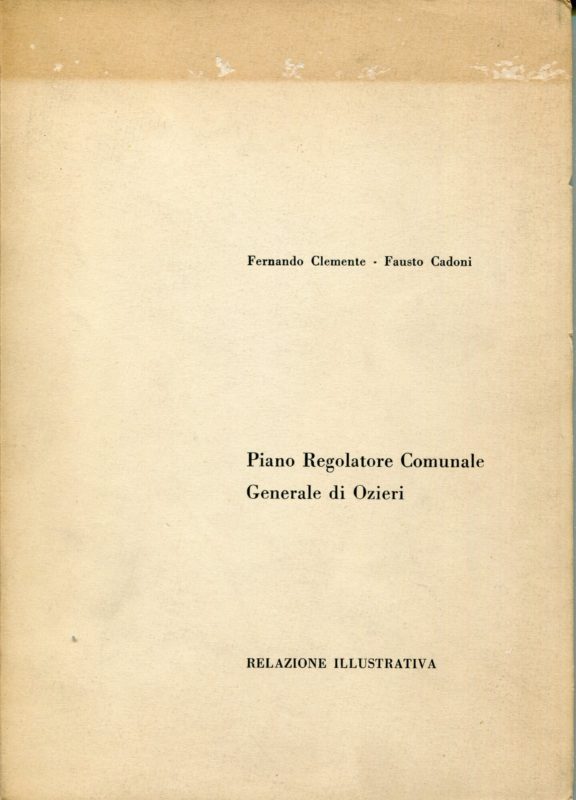 Fernando Clemente - Fausto Cadoni
Piano Regolatore Comunale
Generale di Ozieri
RELAZIONE ILLUSTRATIVA